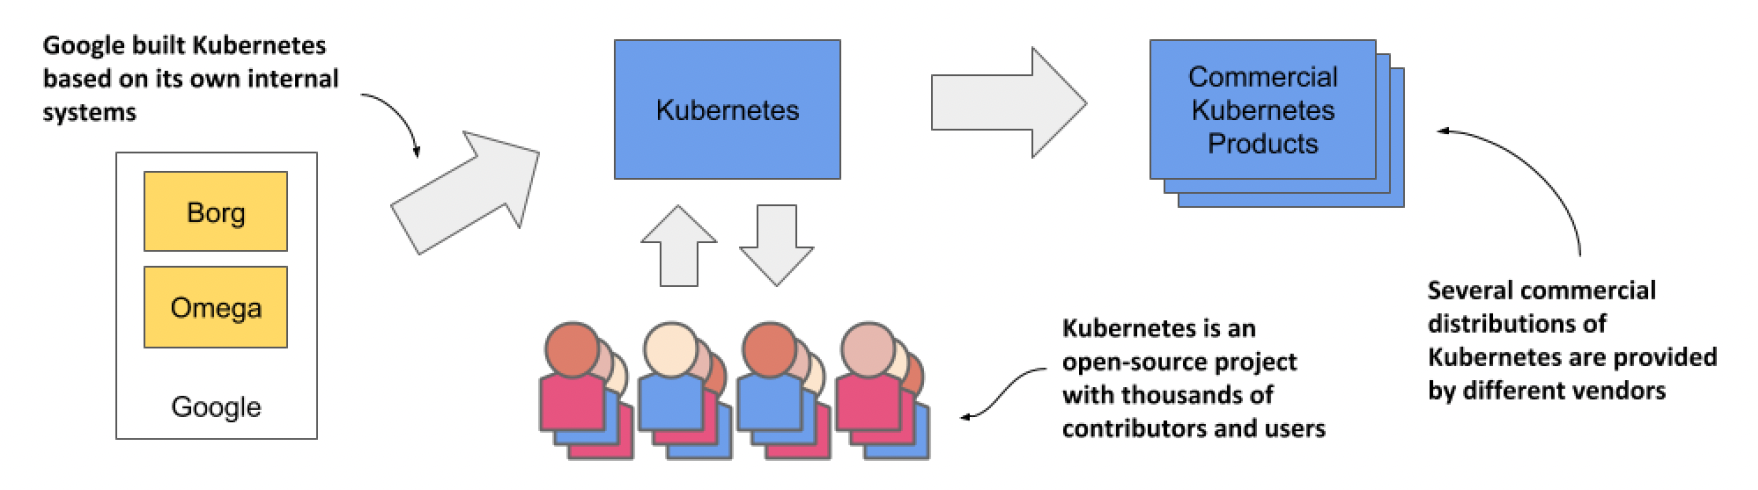 Google built Kubernetes
based on its own internal
systems
Borg
Omega
Google
Kubernetes
Commercial
Kubernetes
Products
Kubernetes is an
open-source project
with thousands of
contributors and users
Several commercial
distributions of
Kubernetes are provided
by different vendors